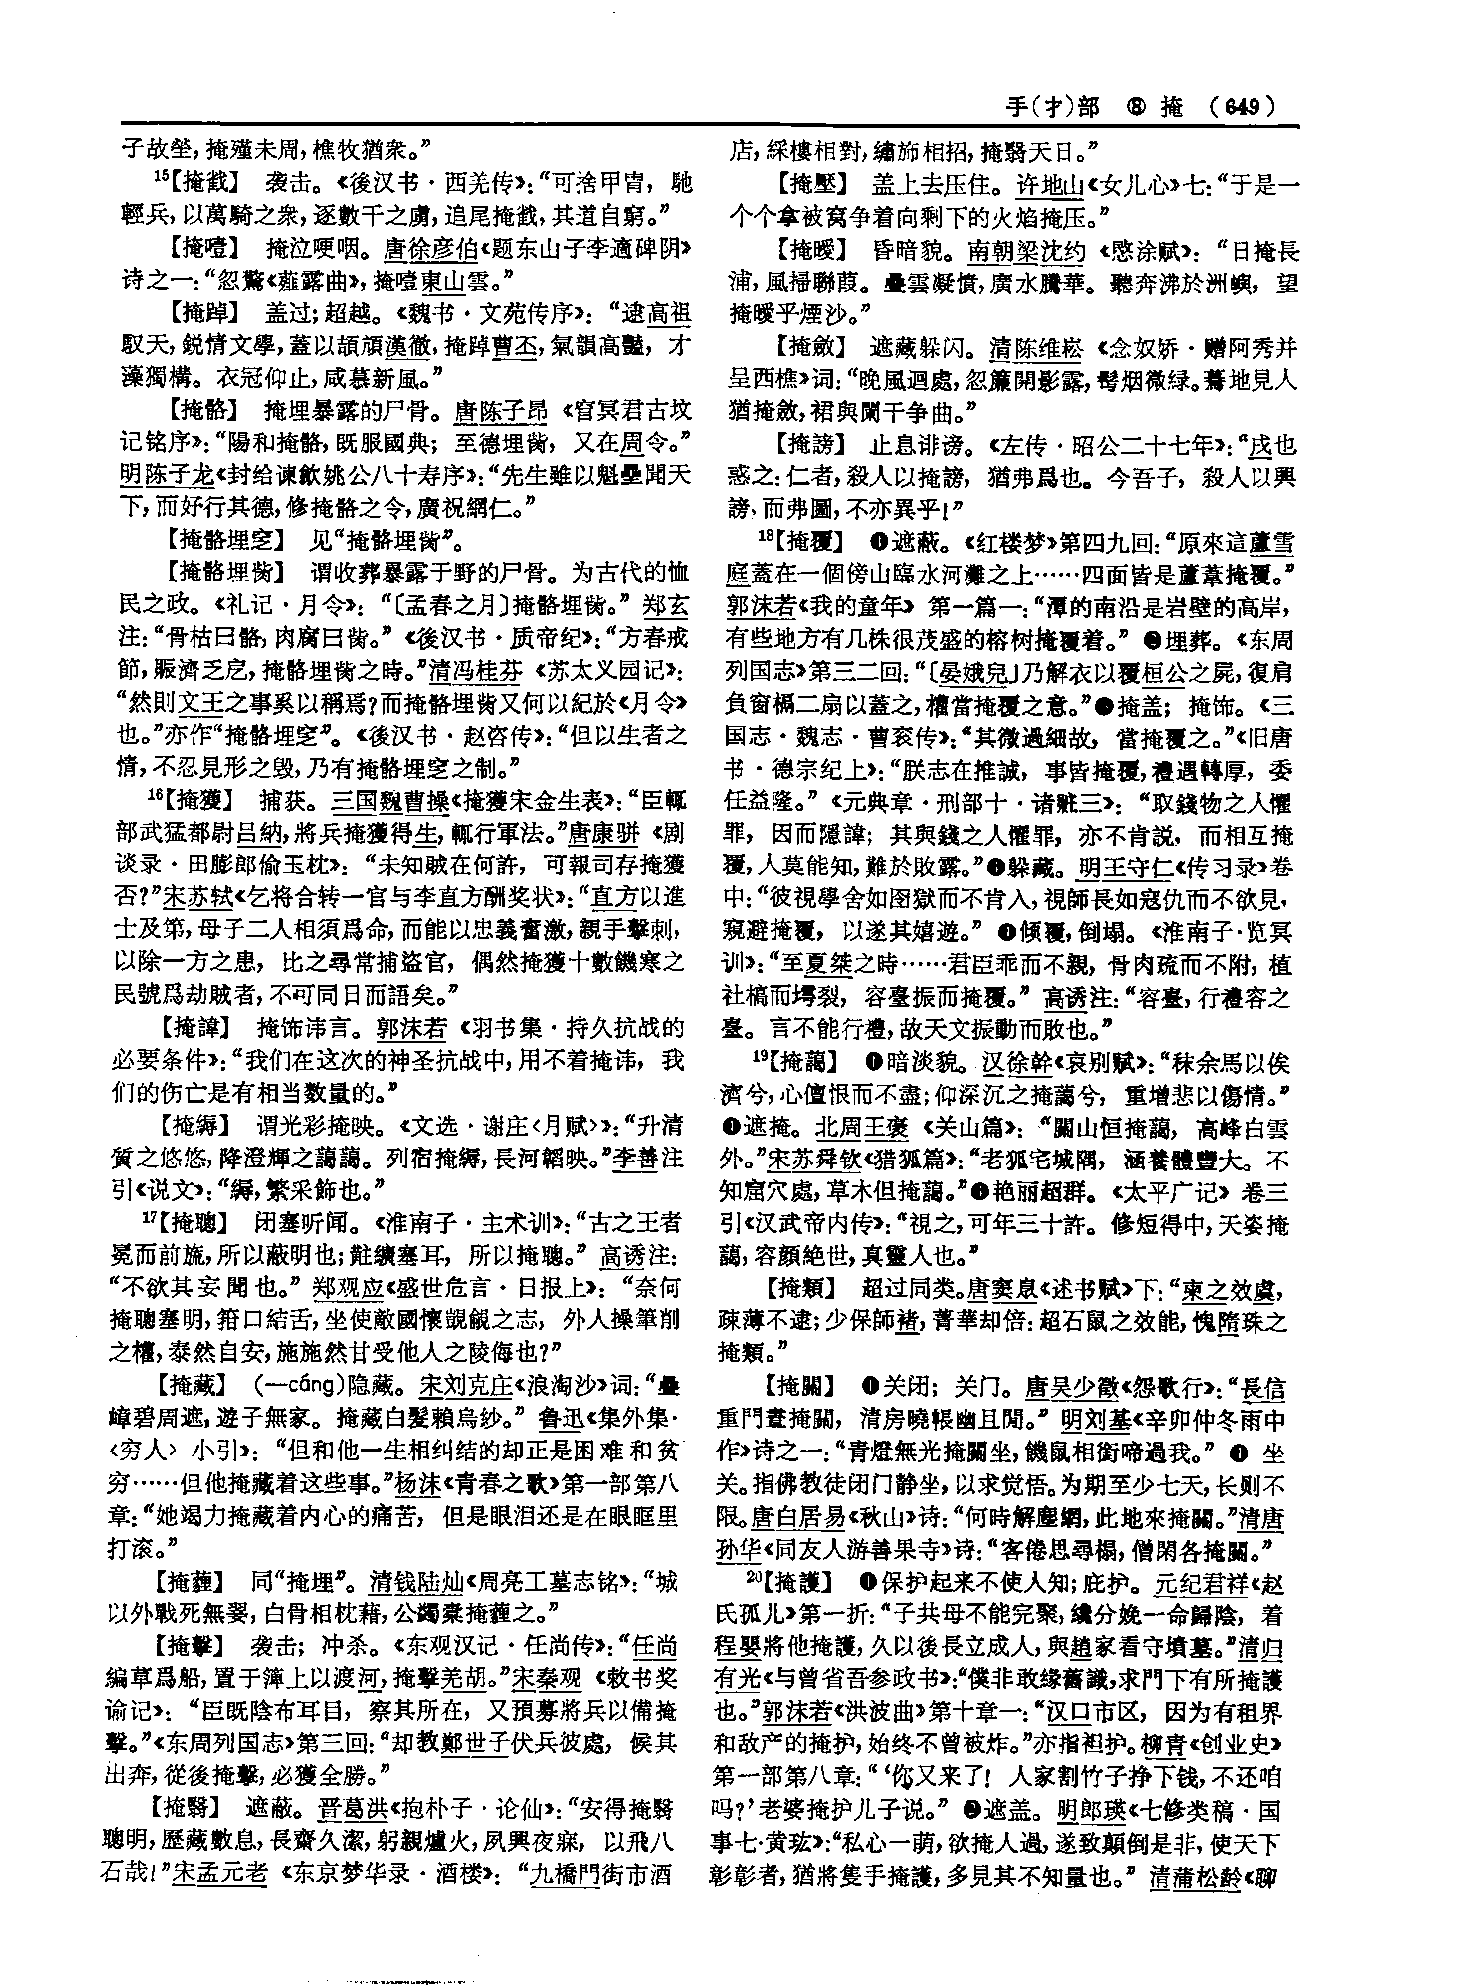 手(扌)部　⑧ 掩　(649)
子故塋，掩殣未周，樵牧猶衆。”
¹⁵【掩戳】　袭击。《後汉书·西羌传》：“可捨甲胄，馳
輕兵，以萬騎之衆，逐數千之虜，追尾掩截，其道自窮。”
【掩噎】　掩泣哽咽。唐徐彦伯《题东山子李適碑阴》
诗之一：“忽驚《薤露曲》，掩噎東山雲。”
【掩踔】　盖过；超越。《魏书·文苑传序》：“逮高祖
馭天，鋭情文學，蓋以頡頏漢徹，掩踔曹丕，氣韻高豔，才
藻獨構。衣冠仰止，咸慕新風。”
【掩骼】　掩埋暴露的尸骨。唐陈子昂《窅冥君古坟
记铭序》：“陽和掩骼，既服國典；至德埋胔，又在周令。”
明陈子龙《封给谏歙姚公八十寿序》：“先生雖以魁壘聞天
下，而好行其德，修掩骼之令，廣祝網仁。”
【掩骼埋窆】　见“掩骼埋胔”。
【掩骼埋胔】　谓收葬暴露于野的尸骨。为古代的恤
民之政。《礼记·月令》：“〔孟春之月〕掩骼埋胔。”郑玄
注：“骨枯曰骼，肉腐曰胔。”《後汉书·质帝纪》：“方春戒
節，賑濟乏戹，掩骼埋胔之時。”清冯桂芬《苏太义园记》：
“然則文王之事奚以稱焉？而掩骼埋胔又何以紀於《月令》
也。”亦作“掩骼埋窆”。《後汉书·赵咨传》：“但以生者之
情，不忍見形之毁，乃有掩骼埋窆之制。”
¹⁶【掩獲】　捕获。三国魏曹操《掩獲宋金生表》：“臣輒
部武猛都尉吕納，將兵掩獲得生，輒行軍法。”唐康骈《剧
谈录·田膨郎偷玉枕》：“未知贼在何許，可報司存掩獲
否？”宋苏轼《乞将合转一官与李直方酬奖状》：“直方以進
士及第，母子二人相須爲命，而能以忠義奮激，親手擊刺，
以除一方之患，比之尋常捕盗官，偶然掩獲十數饑寒之
民號爲劫賊者，不可同日而語矣。”
【掩諱】　掩饰讳言。郭沫若《羽书集·持久抗战的
必要条件》：“我们在这次的神圣抗战中，用不着掩讳，我
们的伤亡是有相当数量的。”
【掩縟】　谓光彩掩映。《文选·谢庄〈月赋〉》：“升清
質之悠悠，降澄輝之藹藹。列宿掩縟，長河韜映。”李善注
引《说文》：“縟，繁采飾也。”
¹⁷【掩聰】　闭塞听闻。《淮南子·主术训》：“古之王者
冕而前旒，所以蔽明也；黈纊塞耳，所以掩聰。”高诱注：
“不欲其妄聞也。”郑观应《盛世危言·日报上》：“奈何
掩聰塞明，箝口結舌，坐使敵國懷覬覦之志，外人操筆削
之權，泰然自安，施施然甘受他人之陵侮也？”
【掩藏】　(—cáng)隐藏。宋刘克庄《浪淘沙》词：“疊
嶂碧周遮，遊子無家。掩藏白髮賴烏紗。”鲁迅《集外集·
〈穷人〉小引》：“但和他一生相纠结的却正是困难和贫
穷……但他掩藏着这些事。”杨沫《青春之歌》第一部第八
章：“她竭力掩藏着内心的痛苦，但是眼泪还是在眼眶里
打滚。”
【掩薶】　同“掩埋”。清钱陆灿《周亮工墓志铭》：“城
以外戰死無翣，白骨相枕藉，公蠲橐掩薶之。”
【掩擊】　袭击；冲杀。《东观汉记·任尚传》：“任尚
編草爲船，置于簰上以渡河，掩擊羌胡。”宋秦观《敕书奖
谕记》：“臣既陰布耳目，察其所在，又預募將兵以備掩
擊。”《东周列国志》第三回：“却教鄭世子伏兵彼處，候其
出奔，從後掩擊，必獲全勝。”
【掩翳】　遮蔽。晋葛洪《抱朴子·论仙》：“安得掩翳
聰明，歷藏數息，長齋久潔，躬親爐火，夙興夜寐，以飛八
石哉！”宋孟元老《东京梦华录·酒楼》：“九橋門街市酒
店，綵樓相對，繡斾相招，掩翳天日。”
【掩壓】　盖上去压住。许地山《女儿心》七：“于是一
个个拿被窝争着向剩下的火焰掩压。”
【掩曖】　昏暗貌。南朝梁沈约《愍涂赋》：“日掩長
浦，風掃聯葭。疊雲凝憤，廣水騰華。聽奔沸於洲嶼，望
掩曖乎煙沙。”
【掩斂】　遮藏躲闪。清陈维崧《念奴娇·赠阿秀并
呈西樵》词：“晚風迴處，忽簾開影露，髩烟微緑。驀地見人
猶掩斂，裙與闌干争曲。”
【掩謗】　止息诽谤。《左传·昭公二十七年》：“戌也
惑之：仁者，殺人以掩謗，猶弗爲也。今吾子，殺人以興
謗，而弗圖，不亦異乎！”
¹⁸【掩覆】　❶遮蔽。《红楼梦》第四九回：“原來這蘆雪
庭蓋在一個傍山臨水河灘之上……四面皆是蘆葦掩覆。”
郭沫若《我的童年》第一篇一：“潭的南沿是岩壁的高岸，
有些地方有几株很茂盛的榕树掩覆着。”❷埋葬。《东周
列国志》第三二回：“〔晏娥兒〕乃解衣以覆桓公之屍，復肩
負窗槅二扇以蓋之，權當掩覆之意。”❸掩盖；掩饰。《三
国志·魏志·曹衮传》：“其微過細故，當掩覆之。”《旧唐
书·德宗纪上》：“朕志在推誠，事皆掩覆，禮遇轉厚，委
任益隆。”《元典章·刑部十·诸赃三》：“取錢物之人懼
罪，因而隱諱；其與錢之人懼罪，亦不肯説，而相互掩
覆，人莫能知，難於敗露。”❹躲藏。明王守仁《传习录》卷
中：“彼視學舍如囹獄而不肯入，視師長如寇仇而不欲見，
窺避掩覆，以遂其嬉遊。”❺倾覆，倒塌。《淮南子·览冥
训》：“至夏桀之時……君臣乖而不親，骨肉疏而不附，植
社槁而㙤裂，容臺振而掩覆。”高诱注：“容臺，行禮容之
臺。言不能行禮，故天文振動而敗也。”
¹⁹【掩藹】　❶暗淡貌。汉徐幹《哀别赋》：“秣余馬以俟
濟兮，心儃恨而不盡；仰深沉之掩藹兮，重增悲以傷情。”
❷遮掩。北周王褒《关山篇》：“關山恒掩藹，高峰白雲
外。”宋苏舜钦《猎狐篇》：“老狐宅城隅，涵養體豐大。不
知窟穴處，草木但掩藹。”❸艳丽超群。《太平广记》卷三
引《汉武帝内传》：“視之，可年三十許。修短得中，天姿掩
藹，容顔絶世，真靈人也。”
【掩類】　超过同类。唐窦臮《述书赋》下：“柬之效虞，
疎薄不逮；少保師褚，菁華却倍：超石鼠之效能，愧隋珠之
掩類。”
【掩關】　❶关闭；关门。唐吴少微《怨歌行》：“長信
重門晝掩關，清房曉帳幽且閒。”明刘基《辛卯仲冬雨中
作》诗之一：“青燈無光掩關坐，饑鼠相銜啼過我。”❷坐
关。指佛教徒闭门静坐，以求觉悟。为期至少七天，长则不
限。唐白居易《秋山》诗：“何時解塵網，此地來掩關。”清唐
孙华《同友人游善果寺》诗：“客倦思尋榻，僧閑各掩關。”
²⁰【掩護】　❶保护起来不使人知；庇护。元纪君祥《赵
氏孤儿》第一折：“子共母不能完聚，纔分娩一命歸陰，着
程嬰將他掩護，久以後長立成人，與趙家看守墳墓。”清归
有光《与曾省吾参政书》：“僕非敢缘舊識，求門下有所掩護
也。”郭沫若《洪波曲》第十章一：“汉口市区，因为有租界
和敌产的掩护，始终不曾被炸。”亦指袒护。柳青《创业史》
第一部第八章：“‘你又来了！人家割竹子挣下钱，不还咱
吗？’老婆掩护儿子说。”❷遮盖。明郎瑛《七修类稿·国
事七·黄玹》：“私心一萌，欲掩人過，遂致顛倒是非，使天下
彰彰者，猶將隻手掩護，多見其不知量也。”清蒲松龄《聊